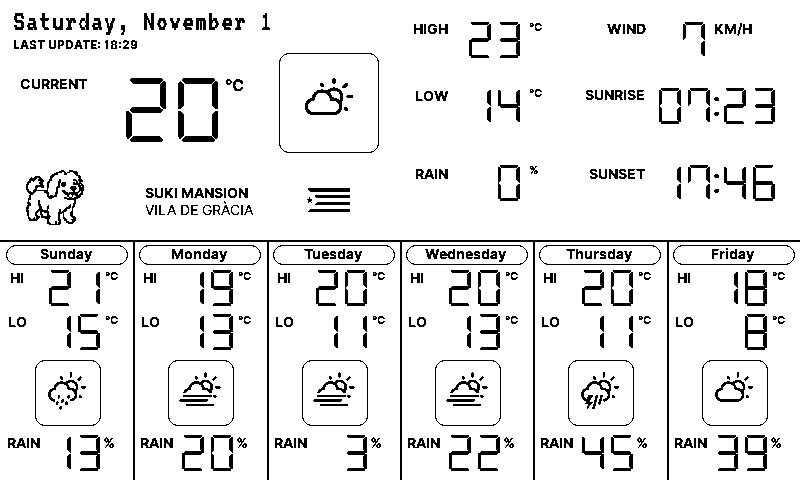 Saturday, November 1
LAST UPDATE: 18:29
CURRENT 20 °C
SUKI MANSION
VILA DE GRÀCIA
HIGH 23 °C
LOW 14 °C
RAIN 0 %
WIND 7 KM/H
SUNRISE 07:23
SUNSET 17:46
Sunday
HI 21 °C
LO 15 °C
RAIN 13 %
Monday
HI 19 °C
LO 13 °C
RAIN 20 %
Tuesday
HI 20 °C
LO 11 °C
RAIN 3 %
Wednesday
HI 20 °C
LO 13 °C
RAIN 22 %
Thursday
HI 20 °C
LO 11 °C
RAIN 45 %
Friday
HI 18 °C
LO 8 °C
RAIN 39 %